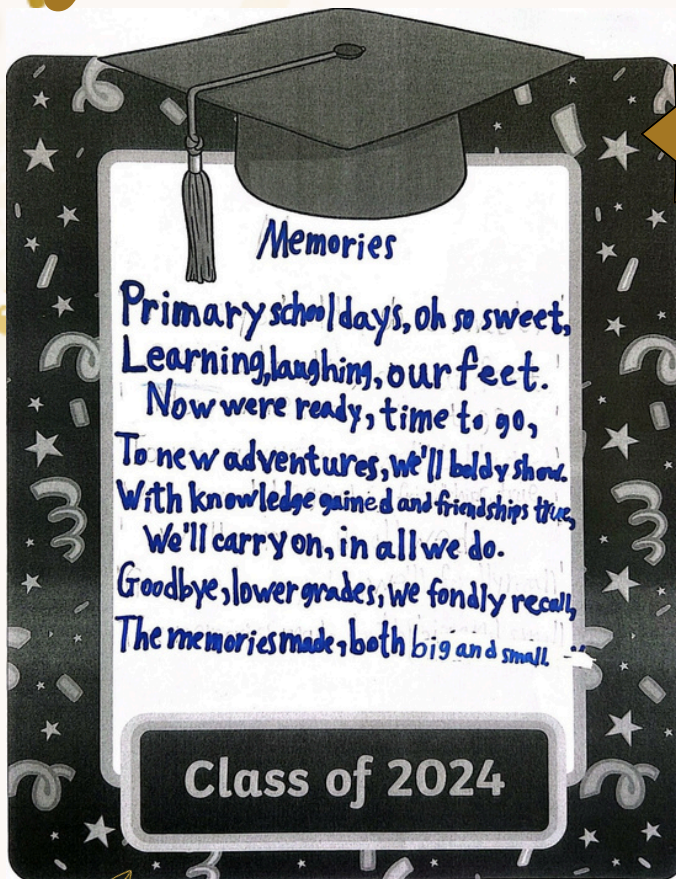 Memories
Primary school days, oh so sweet,
Learning, laughing, our feet.
Now were ready, time to go,
To new adventures, we'll boldy show.
With knowledge gained and friendships true,
We'll carry on, in all we do.
Goodbye, lower grades, we fondly recall,
The memories made, both big and small.
Class of 2024